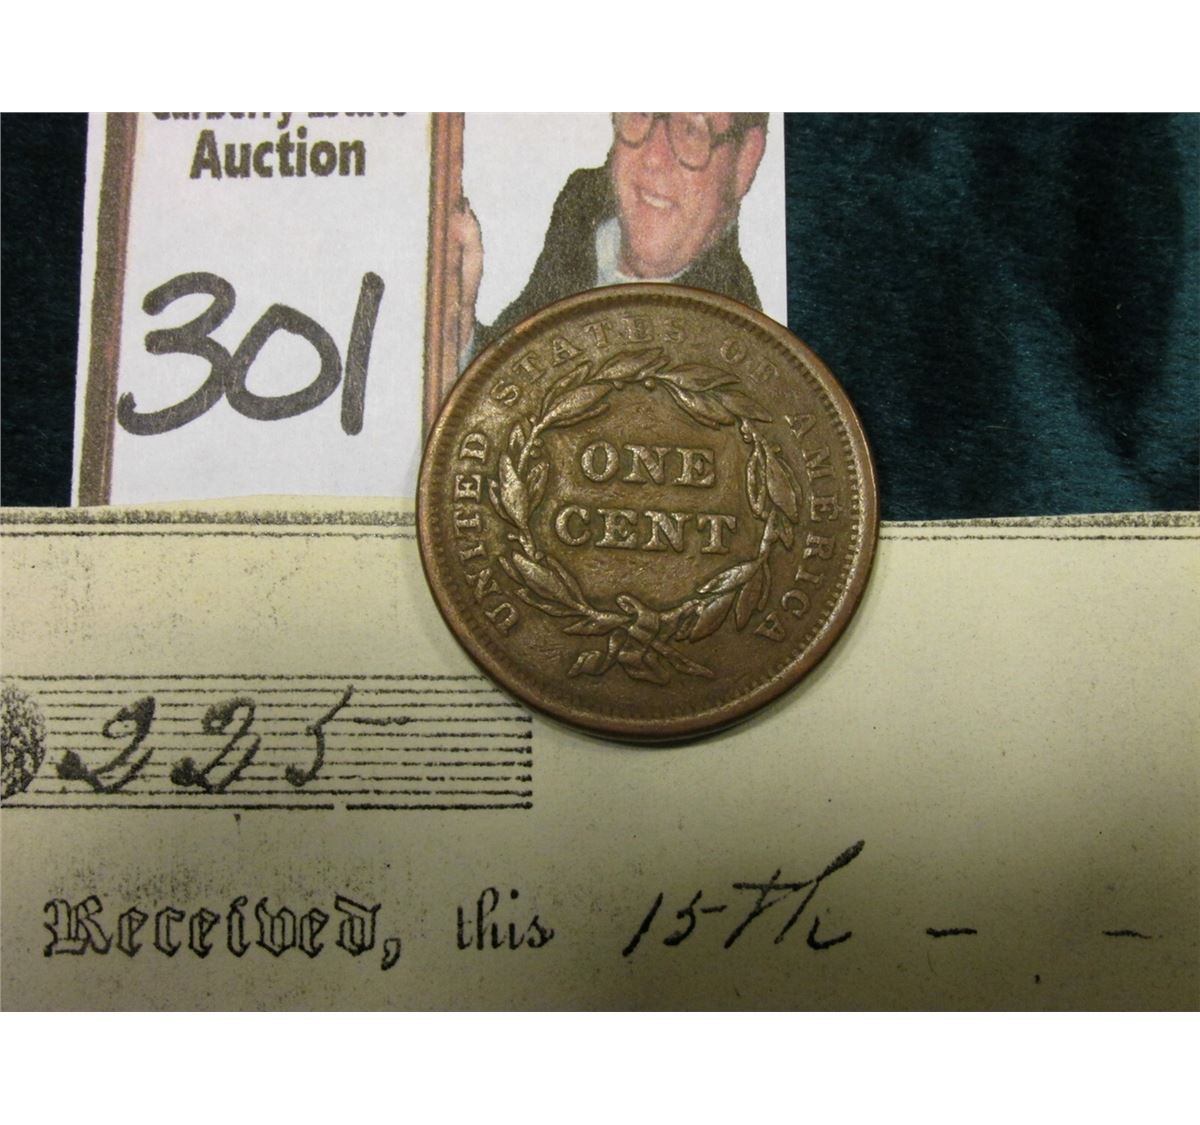 Auction
301
UNITED STATES OF AMERICA
ONE
CENT
225
Received, this 15th - -